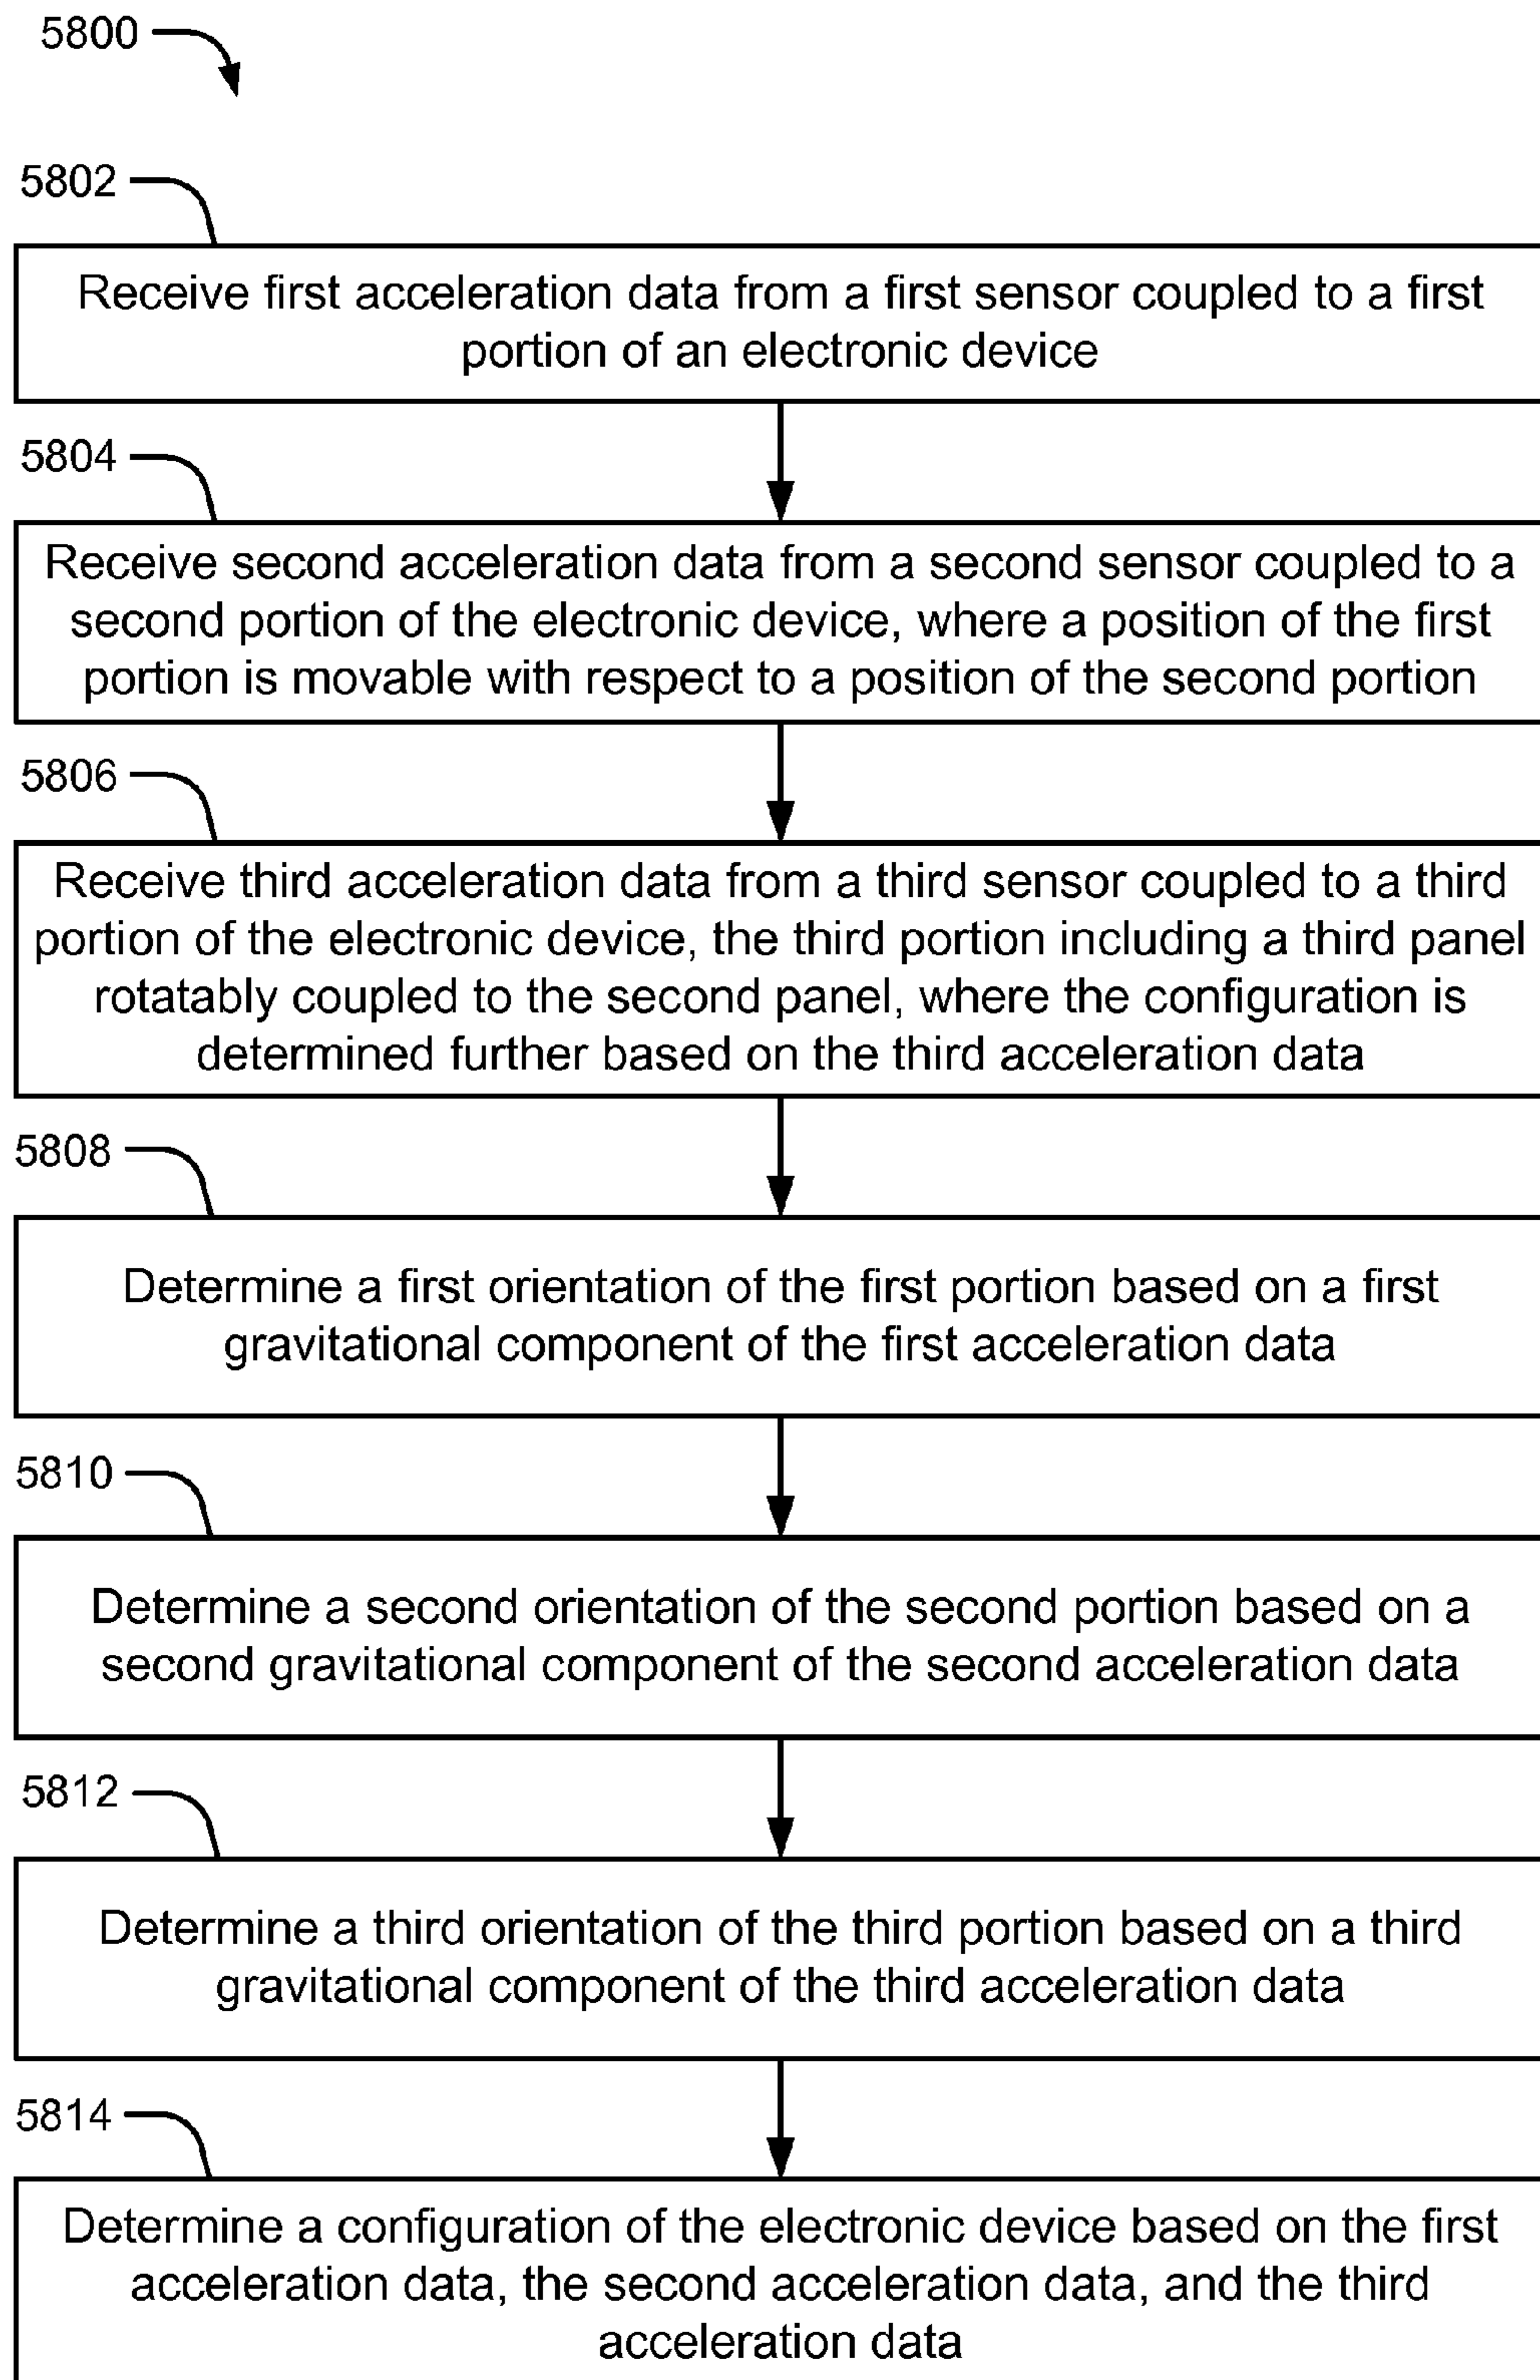 5800
5802
Receive first acceleration data from a first sensor coupled to a first
portion of an electronic device
5804
Receive second acceleration data from a second sensor coupled to a
second portion of the electronic device, where a position of the first
portion is movable with respect to a position of the second portion
5806
Receive third acceleration data from a third sensor coupled to a third
portion of the electronic device, the third portion including a third panel
rotatably coupled to the second panel, where the configuration is
determined further based on the third acceleration data
5808
Determine a first orientation of the first portion based on a first
gravitational component of the first acceleration data
5810
Determine a second orientation of the second portion based on a
second gravitational component of the second acceleration data
5812
Determine a third orientation of the third portion based on a third
gravitational component of the third acceleration data
5814
Determine a configuration of the electronic device based on the first
acceleration data, the second acceleration data, and the third
acceleration data